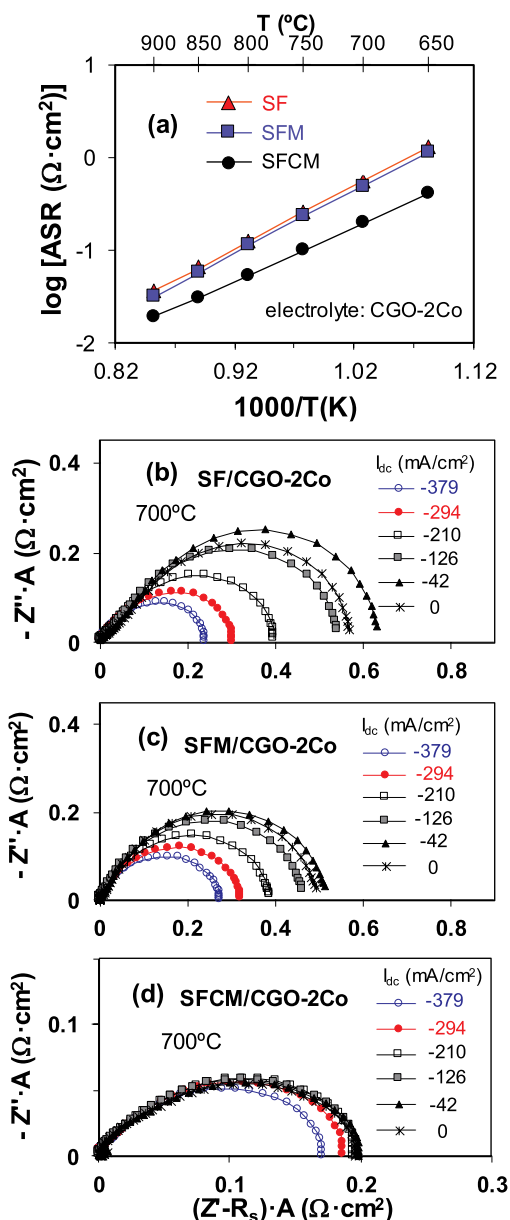 T (ºC)
900 850 800 750 700 650
1
0
-1
-2
log [ASR (Ω·cm²)]
(a)
SF
SFM
SFCM
electrolyte: CGO-2Co
0.82 0.92 1.02 1.12
1000/T(K)
0.4
0.2
0
- Z''·A (Ω·cm²)
(b) SF/CGO-2Co
700ºC
I_dc (mA/cm²)
-379
-294
-210
-126
-42
0
0 0.2 0.4 0.6 0.8
0.4
0.2
0
- Z''·A (Ω·cm²)
(c) SFM/CGO-2Co
700ºC
I_dc (mA/cm²)
-379
-294
-210
-126
-42
0
0 0.2 0.4 0.6 0.8
0.1
0
- Z''·A (Ω·cm²)
(d) SFCM/CGO-2Co
700ºC
I_dc (mA/cm²)
-379
-294
-210
-126
-42
0
0 0.1 0.2 0.3
(Z'-R_s)·A (Ω·cm²)